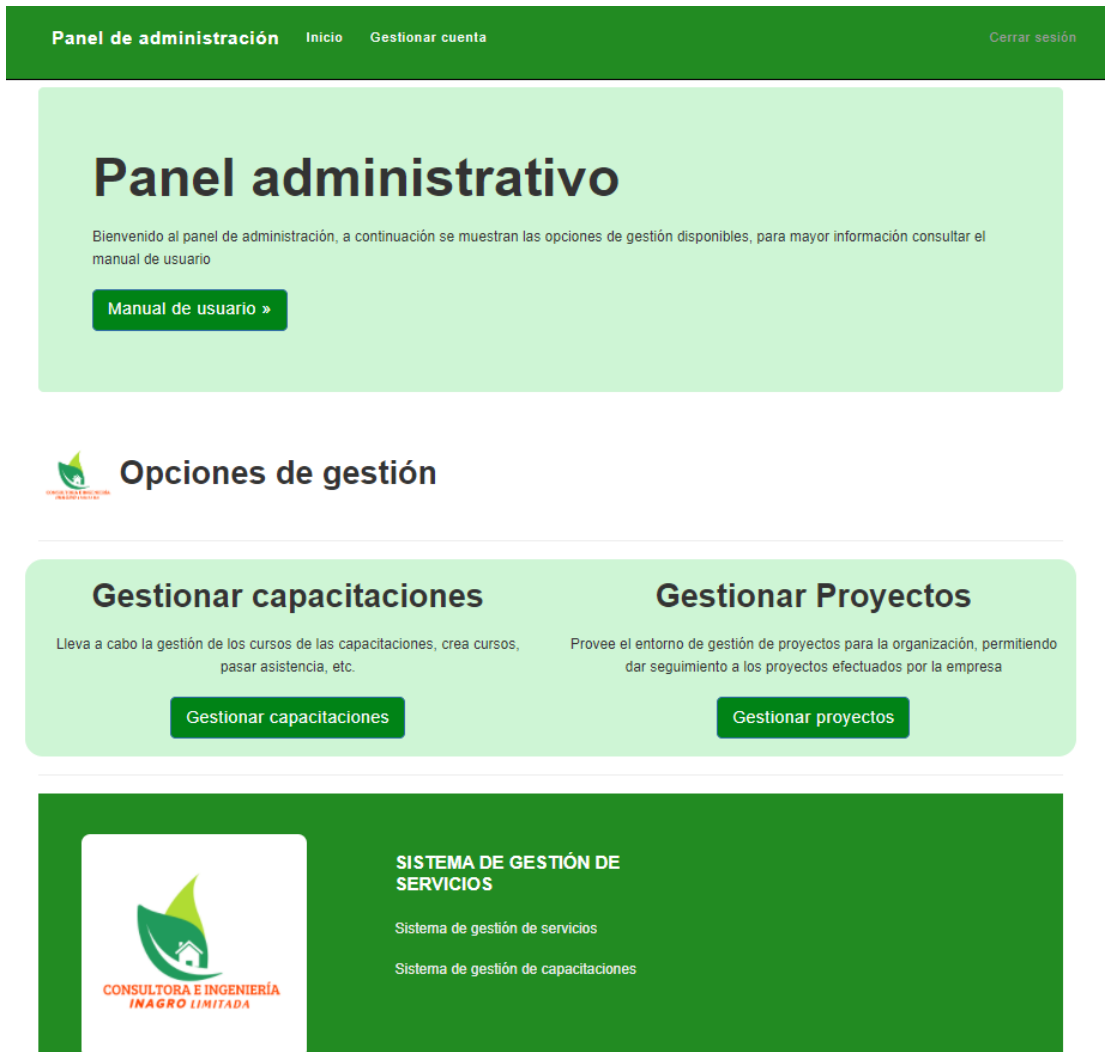 Panel de administración Inicio Gestionar cuenta Cerrar sesión
Panel administrativo
Bienvenido al panel de administración, a continuación se muestran las opciones de gestión disponibles, para mayor información consultar el
manual de usuario
Manual de usuario »
Opciones de gestión
Gestionar capacitaciones
Lleva a cabo la gestión de los cursos de las capacitaciones, crea cursos,
pasar asistencia, etc.
Gestionar capacitaciones
Gestionar Proyectos
Provee el entorno de gestión de proyectos para la organización, permitiendo
dar seguimiento a los proyectos efectuados por la empresa
Gestionar proyectos
CONSULTORA E INGENIERÍA
INAGRO LIMITADA
SISTEMA DE GESTIÓN DE
SERVICIOS
Sistema de gestión de servicios
Sistema de gestión de capacitaciones